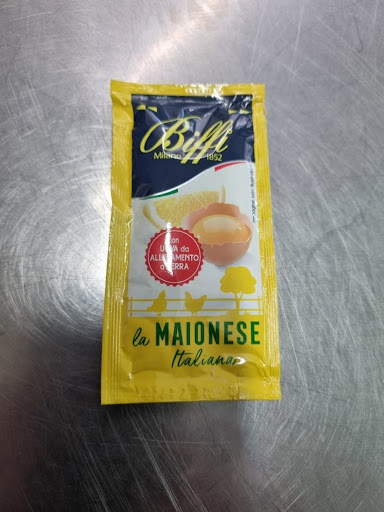 Biffi
Milano 1852
con
UOVA da
ALLEVAMENTO
a TERRA
la MAIONESE
Italiana